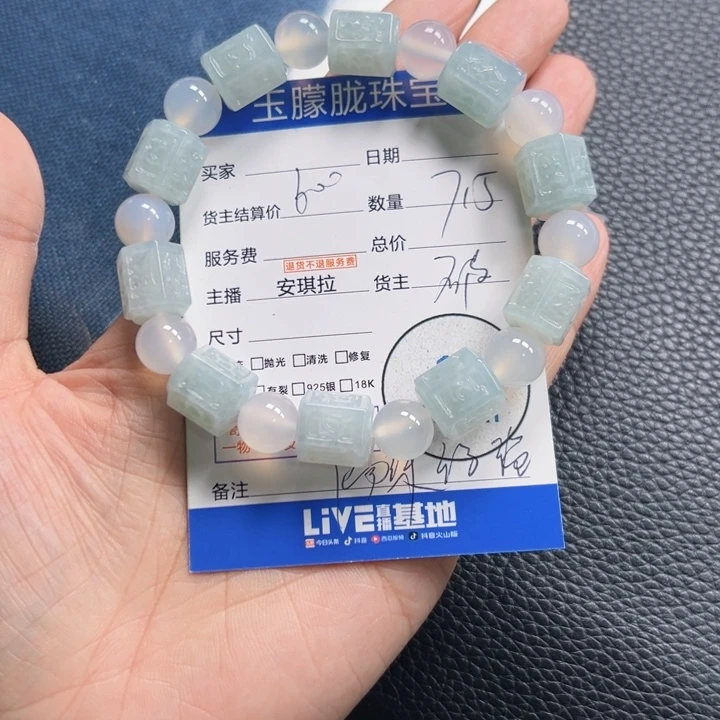 玉朦胧珠宝
买家 日期
货主结算价 600 数量 715
服务费 总价
退货不退服务费
主播 安琪拉 货主
尺寸
抛光 清洗 修复
有裂 925银 18K
备注
LiVE直播基地
今日头条 抖音 西瓜视频 抖音火山版